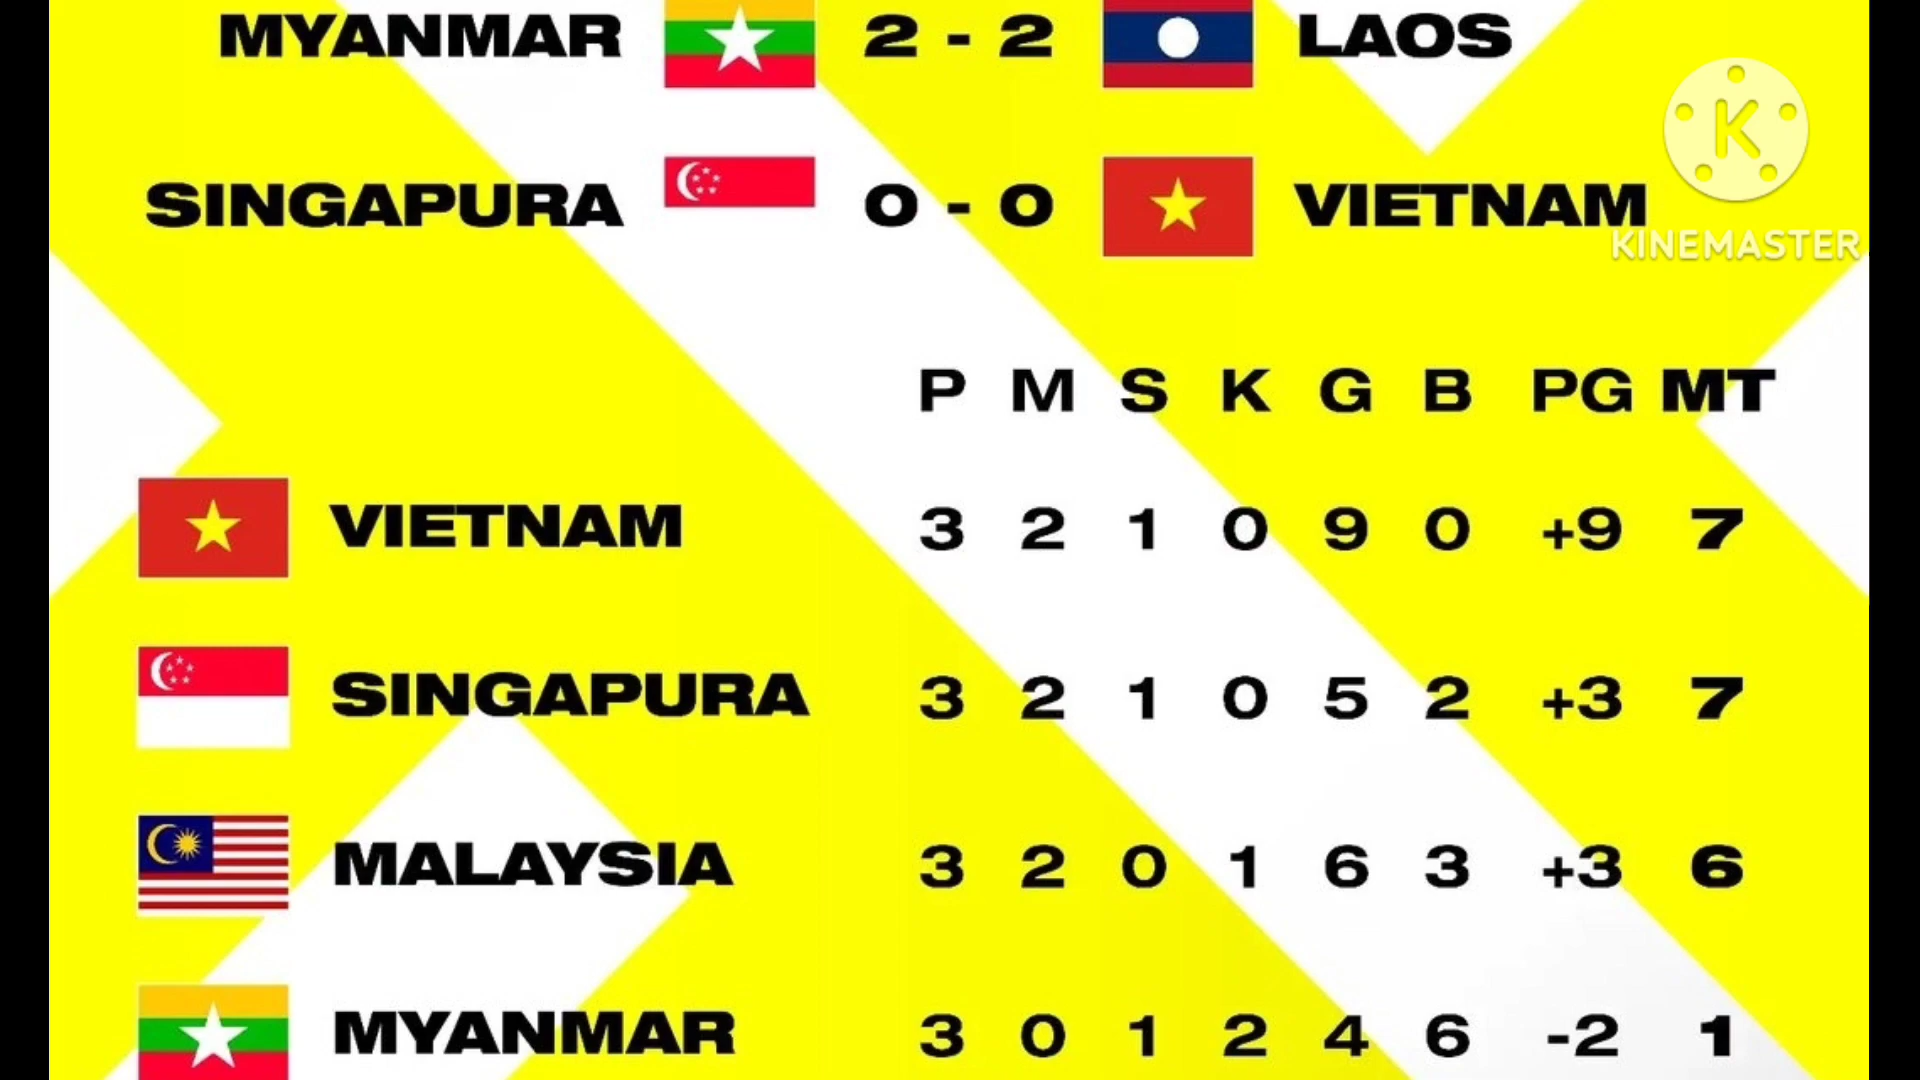 MYANMAR 2 - 2 LAOS
SINGAPURA 0 - 0 VIETNAM
K
KINEMASTER
P M S K G B PG MT
VIETNAM 3 2 1 0 9 0 +9 7
SINGAPURA 3 2 1 0 5 2 +3 7
MALAYSIA 3 2 0 1 6 3 +3 6
MYANMAR 3 0 1 2 4 6 -2 1